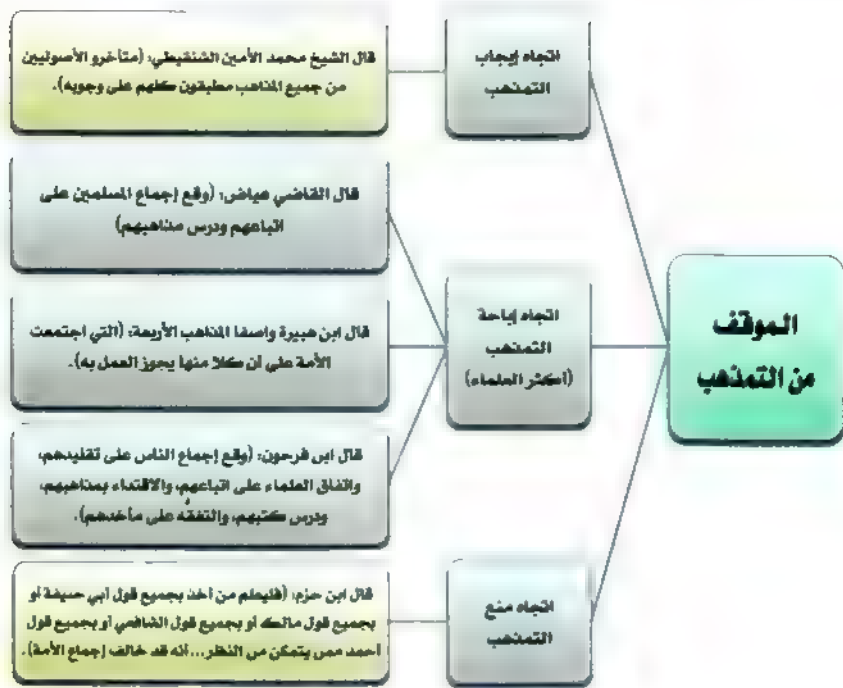 الموقف
من التمذهب
اتجاه إيجاب
التمذهب
قال الشيخ محمد الأمين الشنقيطي: (متأخرو الأصوليين
من جميع المذاهب مطبقون كلهم على وجوبه).
اتجاه إباحة
التمذهب
(أكثر العلماء)
قال القاضي عياض: (وقع إجماع المسلمين على
اتباعهم ودرس مذاهبهم)
قال ابن هبيرة واصفا المذاهب الأربعة: (التي اجتمعت
الأمة على أن كلا منها يجوز العمل به).
قال ابن فرحون: (وقع إجماع الناس على تقليدهم،
واتفاق العلماء على اتباعهم، والاقتداء بمذاهبهم،
ودرس كتبهم، والتفقه على مآخذهم).
اتجاه منع
التمذهب
قال ابن حزم: (فليعلم من أخذ بجميع قول أبي حنيفة أو
بجميع قول مالك أو بجميع قول الشافعي أو بجميع قول
أحمد ممن يتمكن من النظر... أنه قد خالف إجماع الأمة).